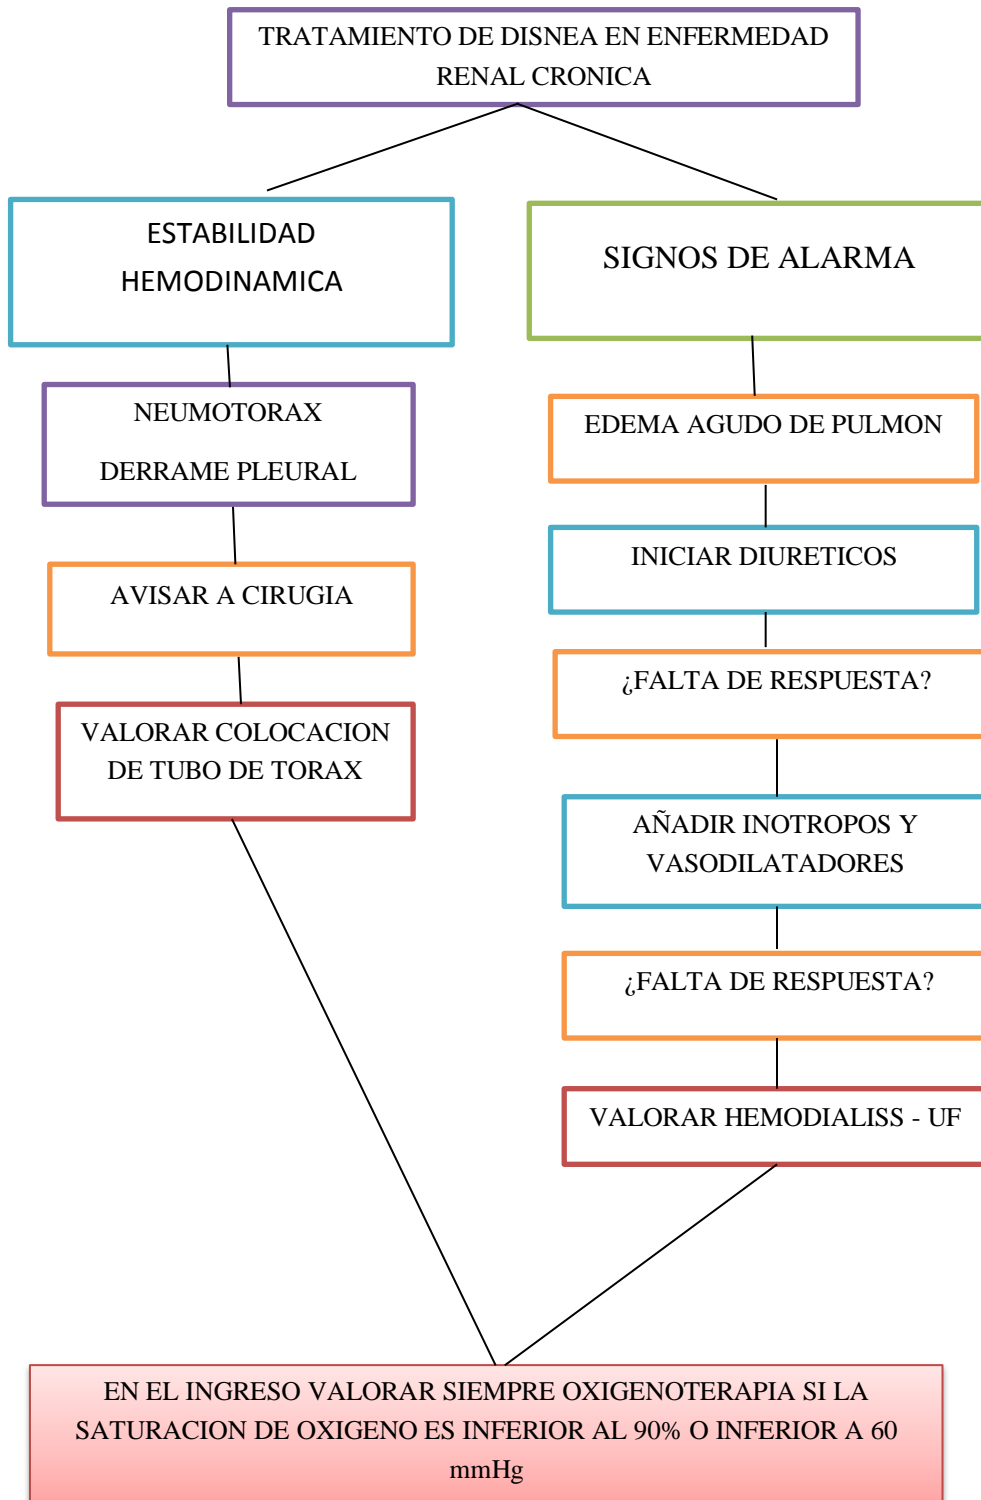 TRATAMIENTO DE DISNEA EN ENFERMEDAD
RENAL CRONICA
ESTABILIDAD
HEMODINAMICA
NEUMOTORAX
DERRAME PLEURAL
AVISAR A CIRUGIA
VALORAR COLOCACION
DE TUBO DE TORAX
SIGNOS DE ALARMA
EDEMA AGUDO DE PULMON
INICIAR DIURETICOS
¿FALTA DE RESPUESTA?
AÑADIR INOTROPOS Y
VASODILATADORES
¿FALTA DE RESPUESTA?
VALORAR HEMODIALISS - UF
EN EL INGRESO VALORAR SIEMPRE OXIGENOTERAPIA SI LA
SATURACION DE OXIGENO ES INFERIOR AL 90% O INFERIOR A 60
mmHg